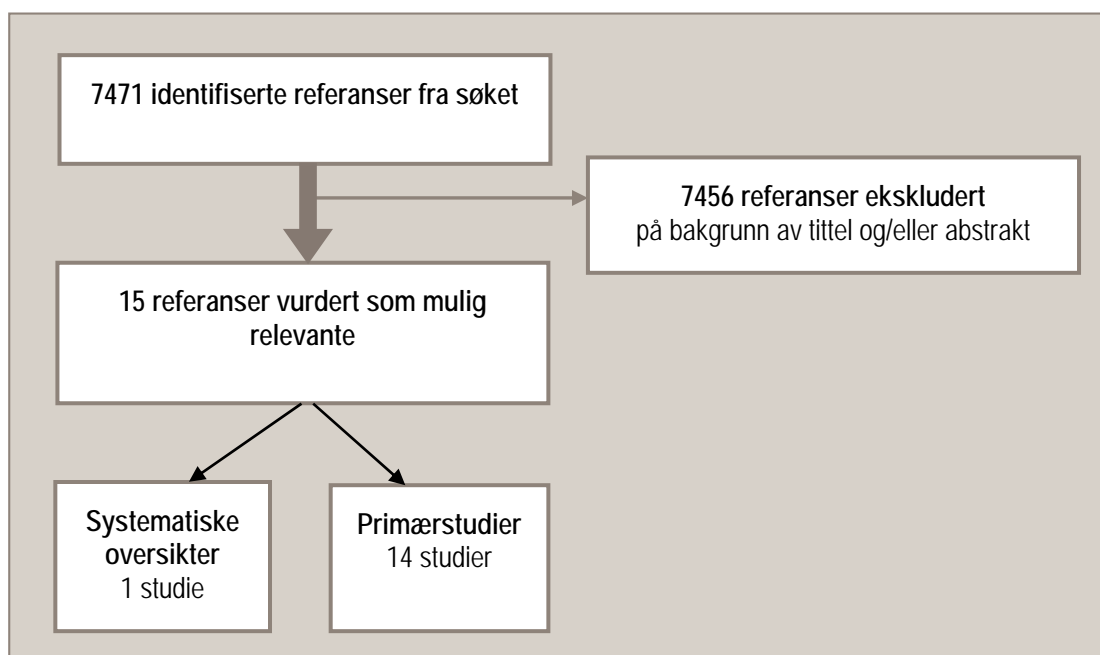 7471 identifiserte referanser fra søket
7456 referanser ekskludert
på bakgrunn av tittel og/eller abstrakt
15 referanser vurdert som mulig
relevante
Systematiske
oversikter
1 studie
Primærstudier
14 studier